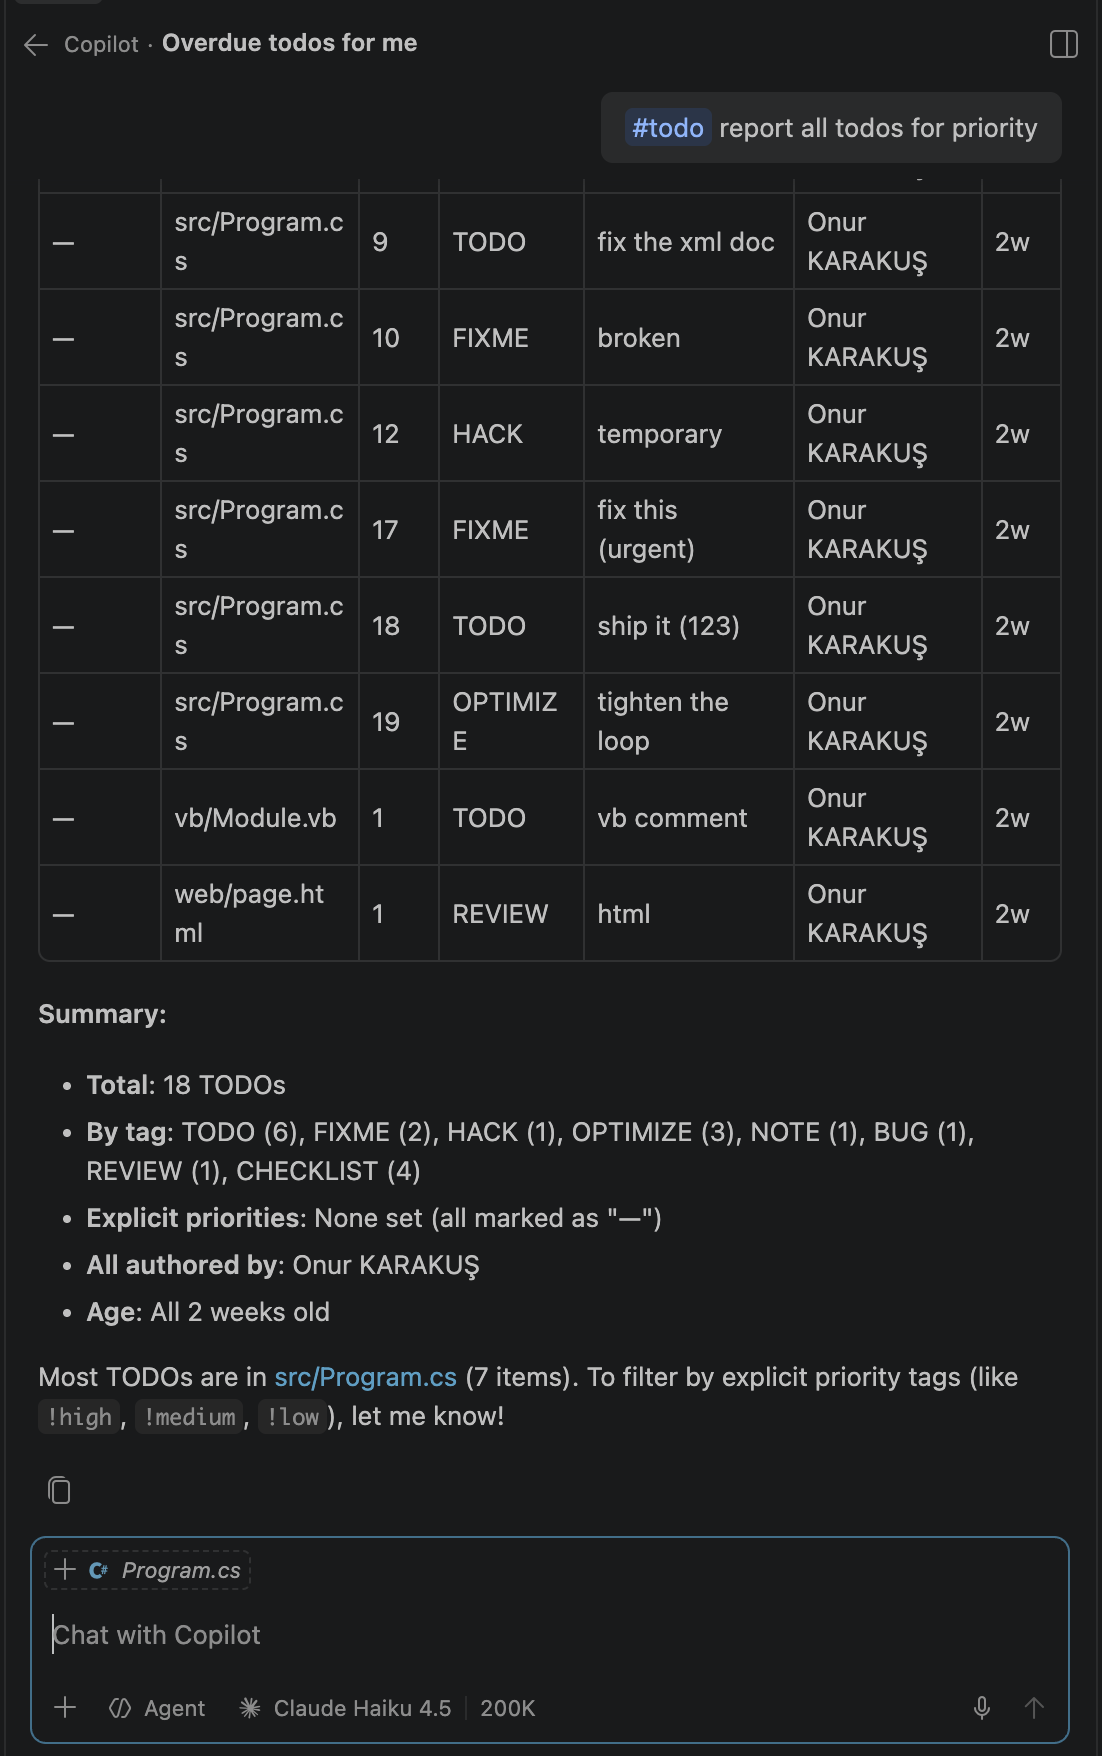 Copilot · Overdue todos for me
#todo report all todos for priority
— src/Program.c 9 TODO fix the xml doc Onur 2w
s KARAKUŞ
— src/Program.c 10 FIXME broken Onur 2w
s KARAKUŞ
— src/Program.c 12 HACK temporary Onur 2w
s KARAKUŞ
— src/Program.c 17 FIXME fix this Onur 2w
s (urgent) KARAKUŞ
— src/Program.c 18 TODO ship it (123) Onur 2w
s KARAKUŞ
— src/Program.c 19 OPTIMIZ tighten the Onur 2w
s E loop KARAKUŞ
— vb/Module.vb 1 TODO vb comment Onur 2w
KARAKUŞ
— web/page.ht 1 REVIEW html Onur 2w
ml KARAKUŞ
Summary:
• Total: 18 TODOs
• By tag: TODO (6), FIXME (2), HACK (1), OPTIMIZE (3), NOTE (1), BUG (1),
REVIEW (1), CHECKLIST (4)
• Explicit priorities: None set (all marked as "—")
• All authored by: Onur KARAKUŞ
• Age: All 2 weeks old
Most TODOs are in src/Program.cs (7 items). To filter by explicit priority tags (like
!high, !medium, !low), let me know!
C# Program.cs
Chat with Copilot
Agent Claude Haiku 4.5 200K